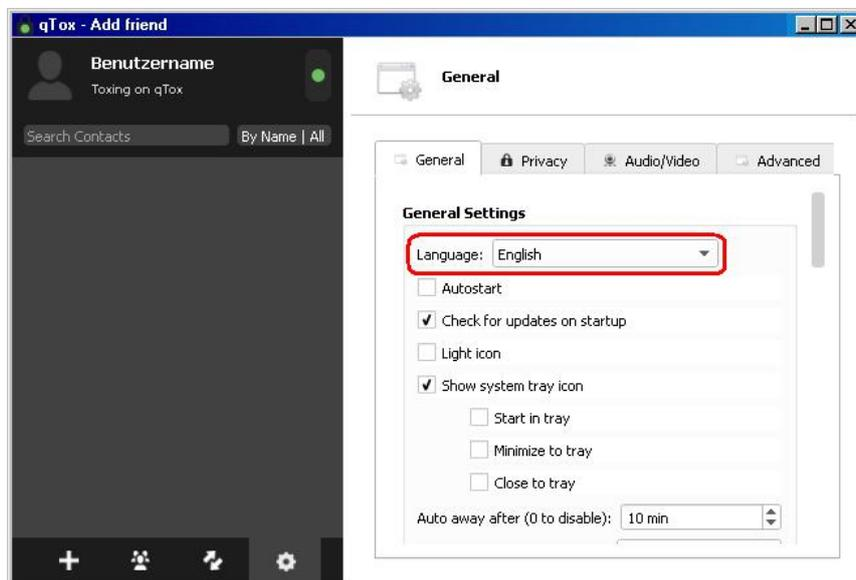 qTox - Add friend
Benutzername
Toxing on qTox
Search Contacts
By Name | All
General
General
Privacy
Audio/Video
Advanced
General Settings
Language: English
Autostart
Check for updates on startup
Light icon
Show system tray icon
Start in tray
Minimize to tray
Close to tray
Auto away after (0 to disable): 10 min